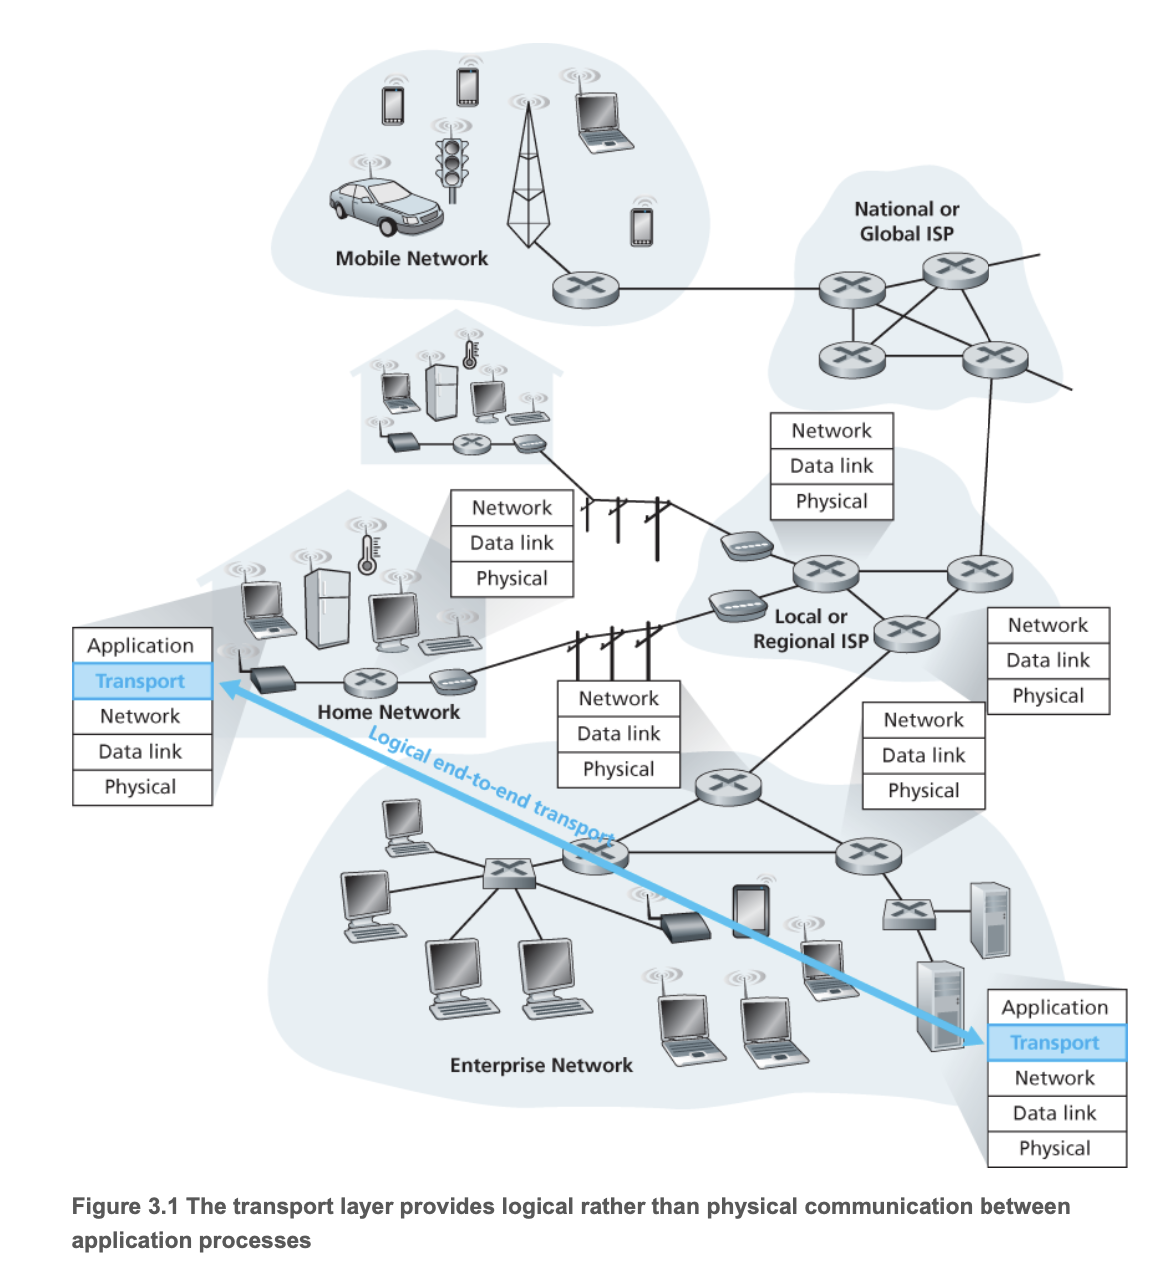 National or
Global ISP
Mobile Network
Network
Data link
Physical
Network
Data link
Physical
Local or
Regional ISP
Network
Data link
Physical
Application
Transport
Network
Data link
Physical
Home Network
Network
Data link
Physical
Network
Data link
Physical
Logical end-to-end transport
Enterprise Network
Application
Transport
Network
Data link
Physical
Figure 3.1 The transport layer provides logical rather than physical communication between
application processes